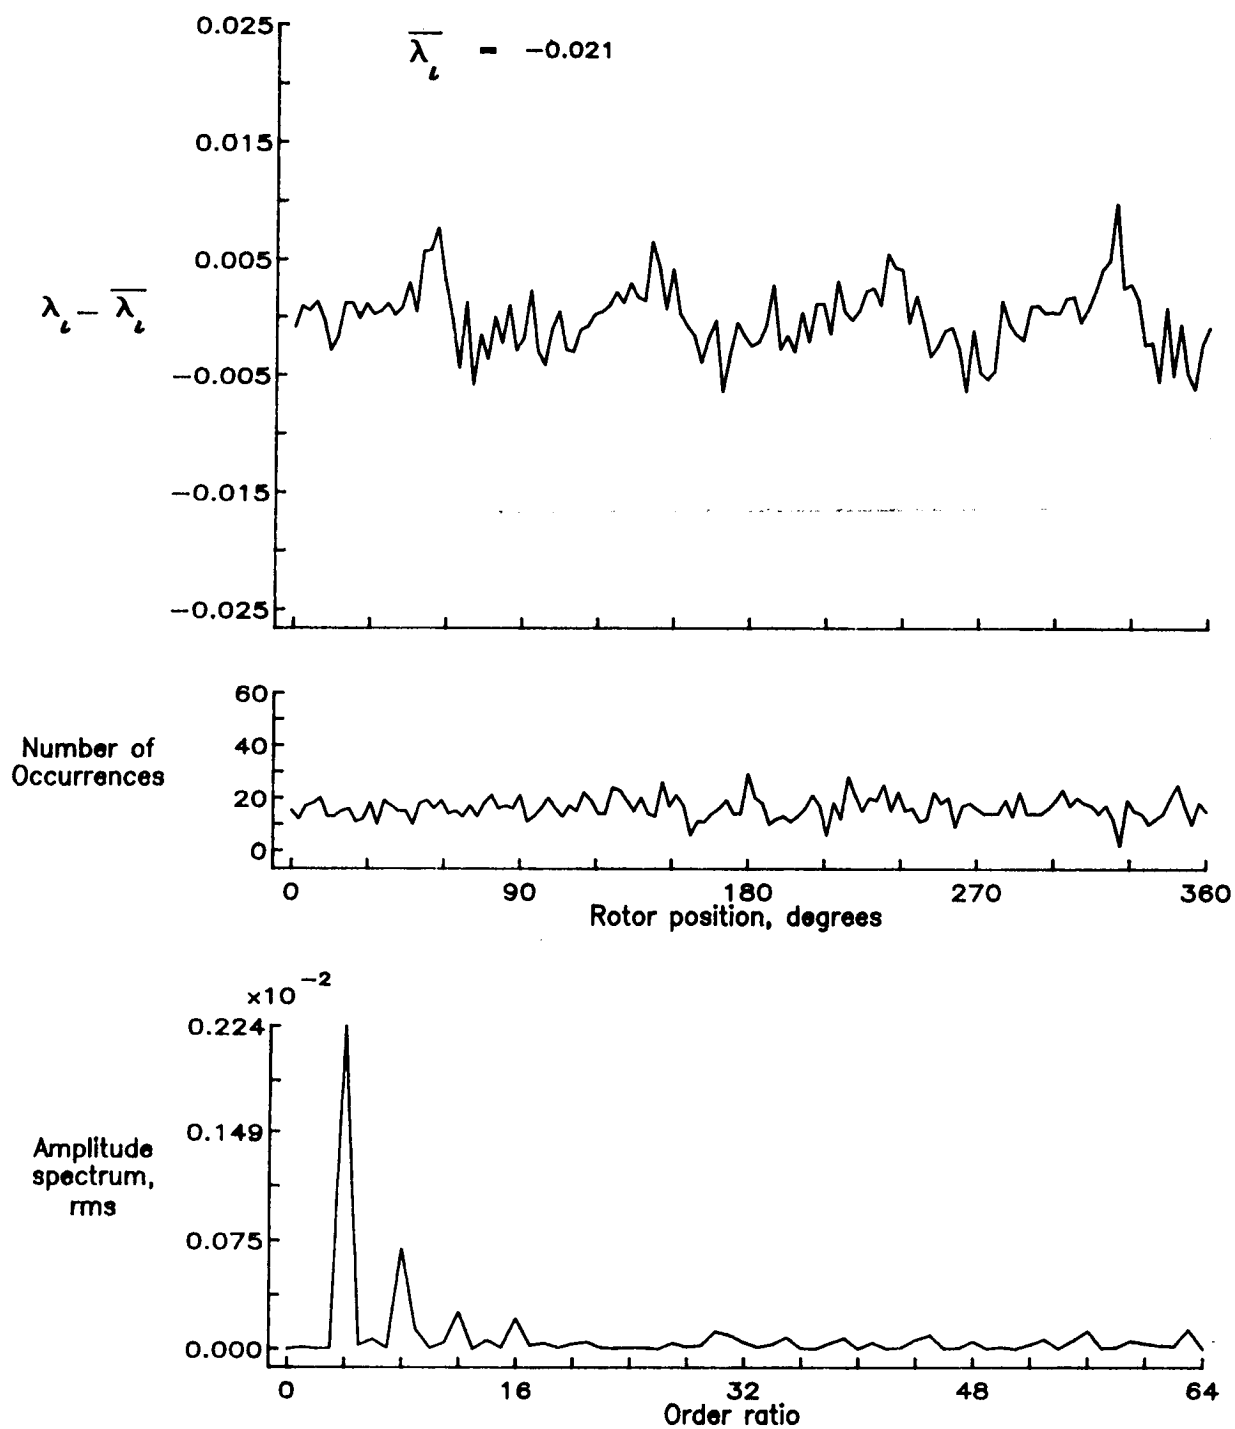 0.025
λ̅ι = −0.021
0.015
0.005
λι − λ̅ι
−0.005
−0.015
−0.025
60
Number of
40
Occurrences
20
0
0 90 180 270 360
Rotor position, degrees
×10⁻²
0.224
0.149
Amplitude
spectrum,
rms
0.075
0.000
0 16 32 48 64
Order ratio